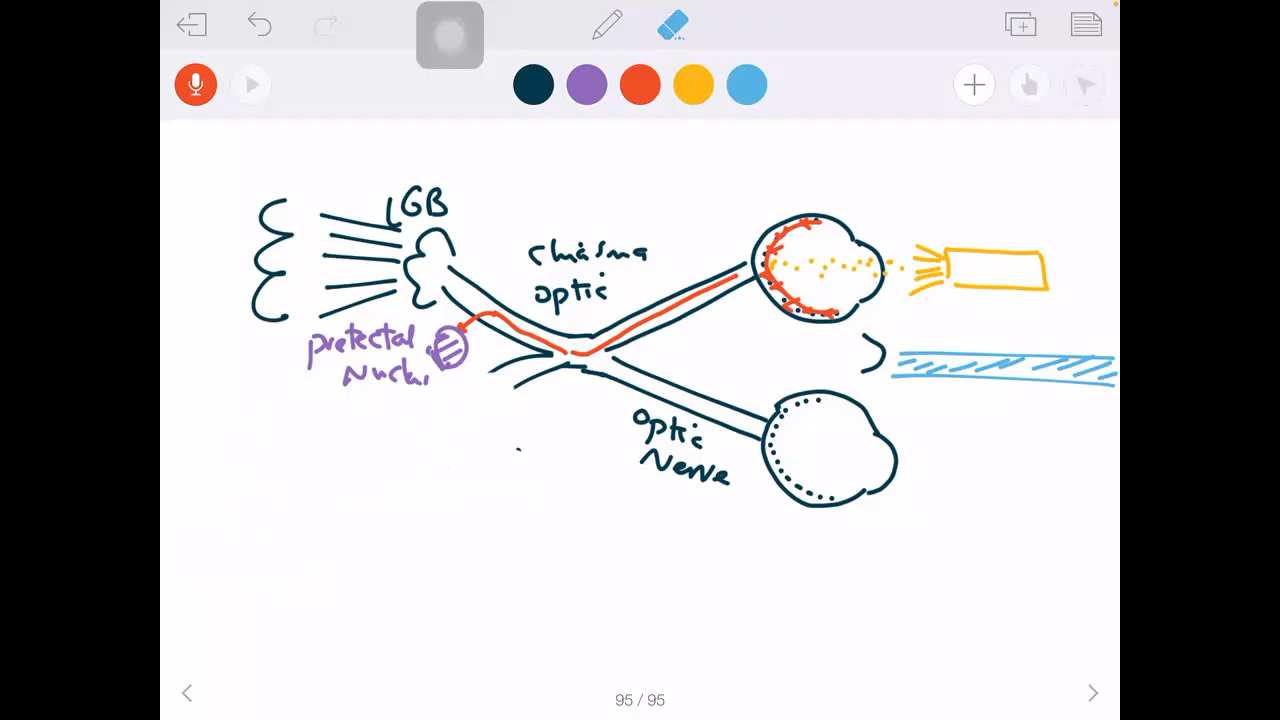 LGB
chiasma
optic
pretectal
Nuclei
optic
Nerve
95 / 95